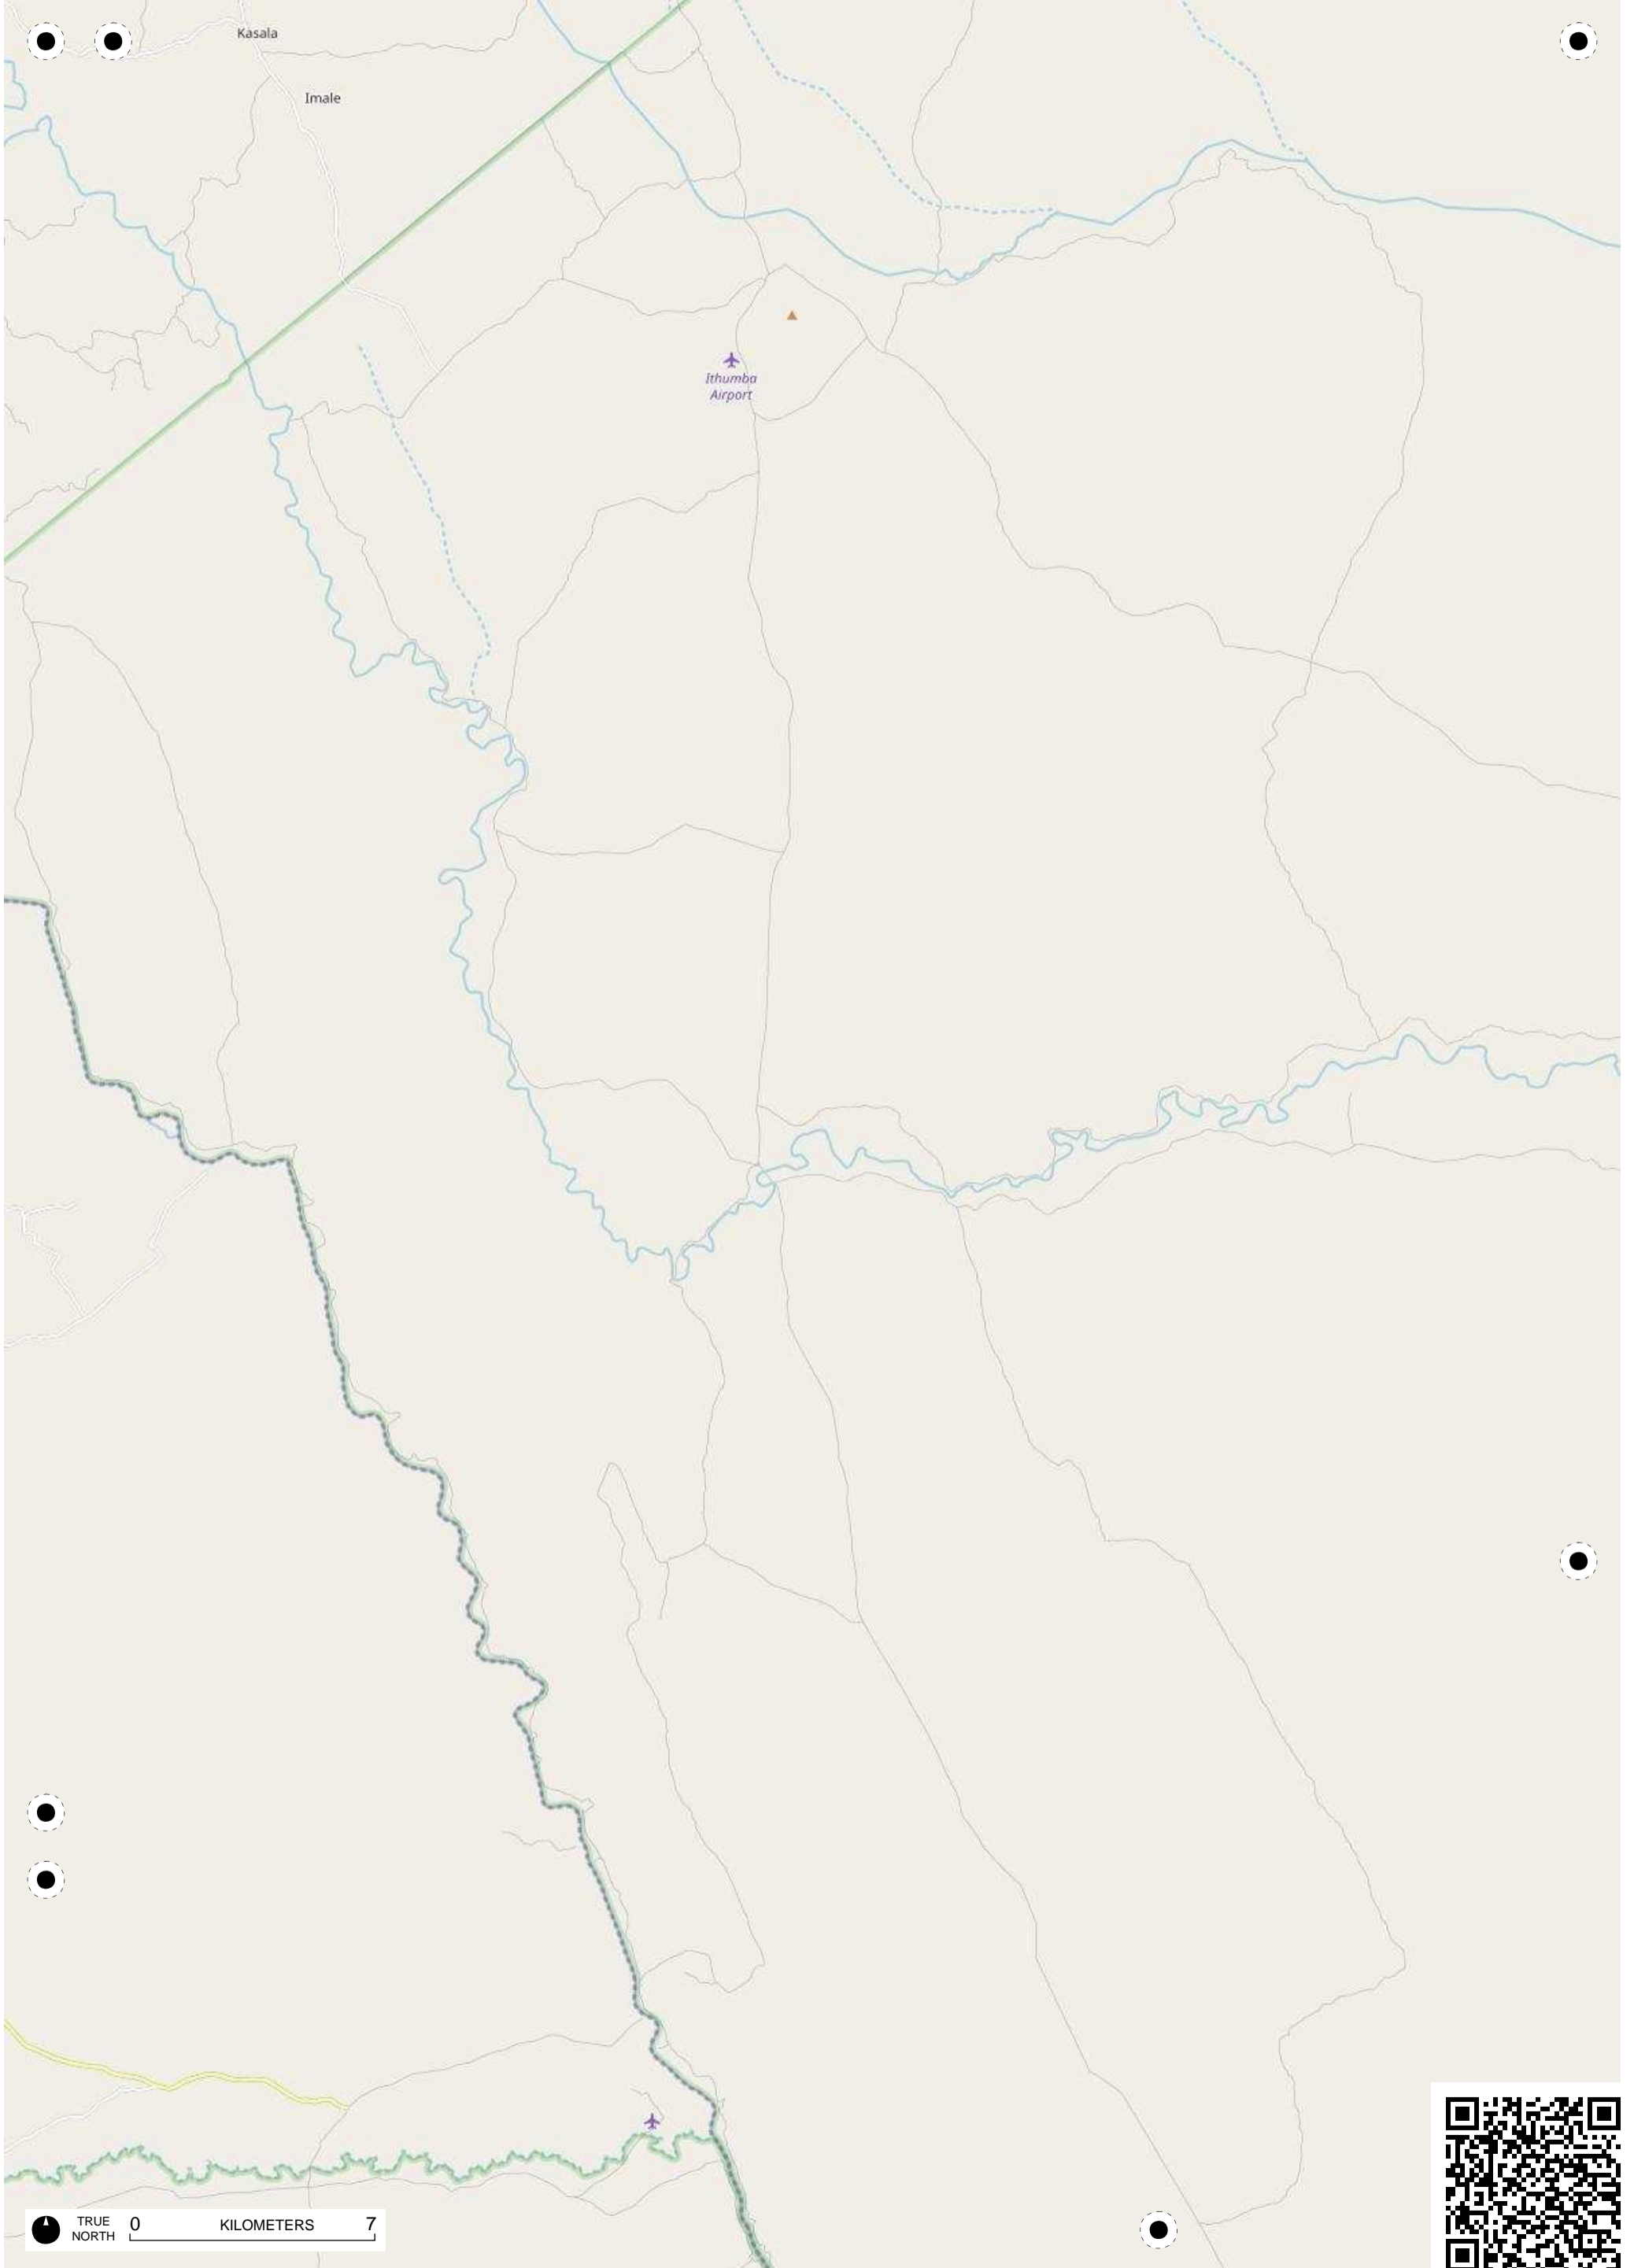 Kasala
Imale
Ithumba
Airport
TRUE
NORTH
0 KILOMETERS 7